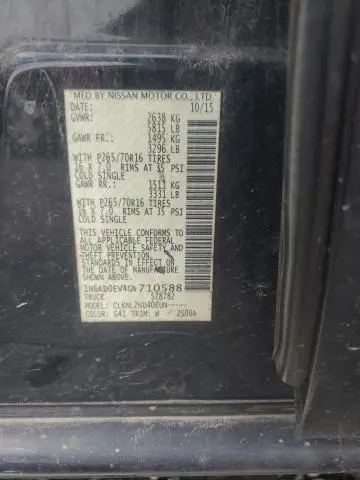 MFD BY NISSAN MOTOR CO., LTD.
DATE: 10/15
GVWR: 2638 KG
5815 LB
GAWR FR.: 1495 KG
3296 LB
WITH P265/70R16 TIRES
16 X 7.0 RIMS AT 35 PSI
COLD SINGLE
GAWR RR.: 1511 KG
3331 LB
WITH P265/70R16 TIRES
16 X 7.0 RIMS AT 35 PSI
COLD SINGLE
THIS VEHICLE CONFORMS TO
ALL APPLICABLE FEDERAL
MOTOR VEHICLE SAFETY AND
THEFT PREVENTION
STANDARDS IN EFFECT ON
THE DATE OF MANUFACTURE
SHOWN ABOVE.
1N6AD0EV4GN710588
TRUCK 578782
MODEL: CLKNLZND40EUN-----
COLOR: G41 TRIM: W / 2S00A